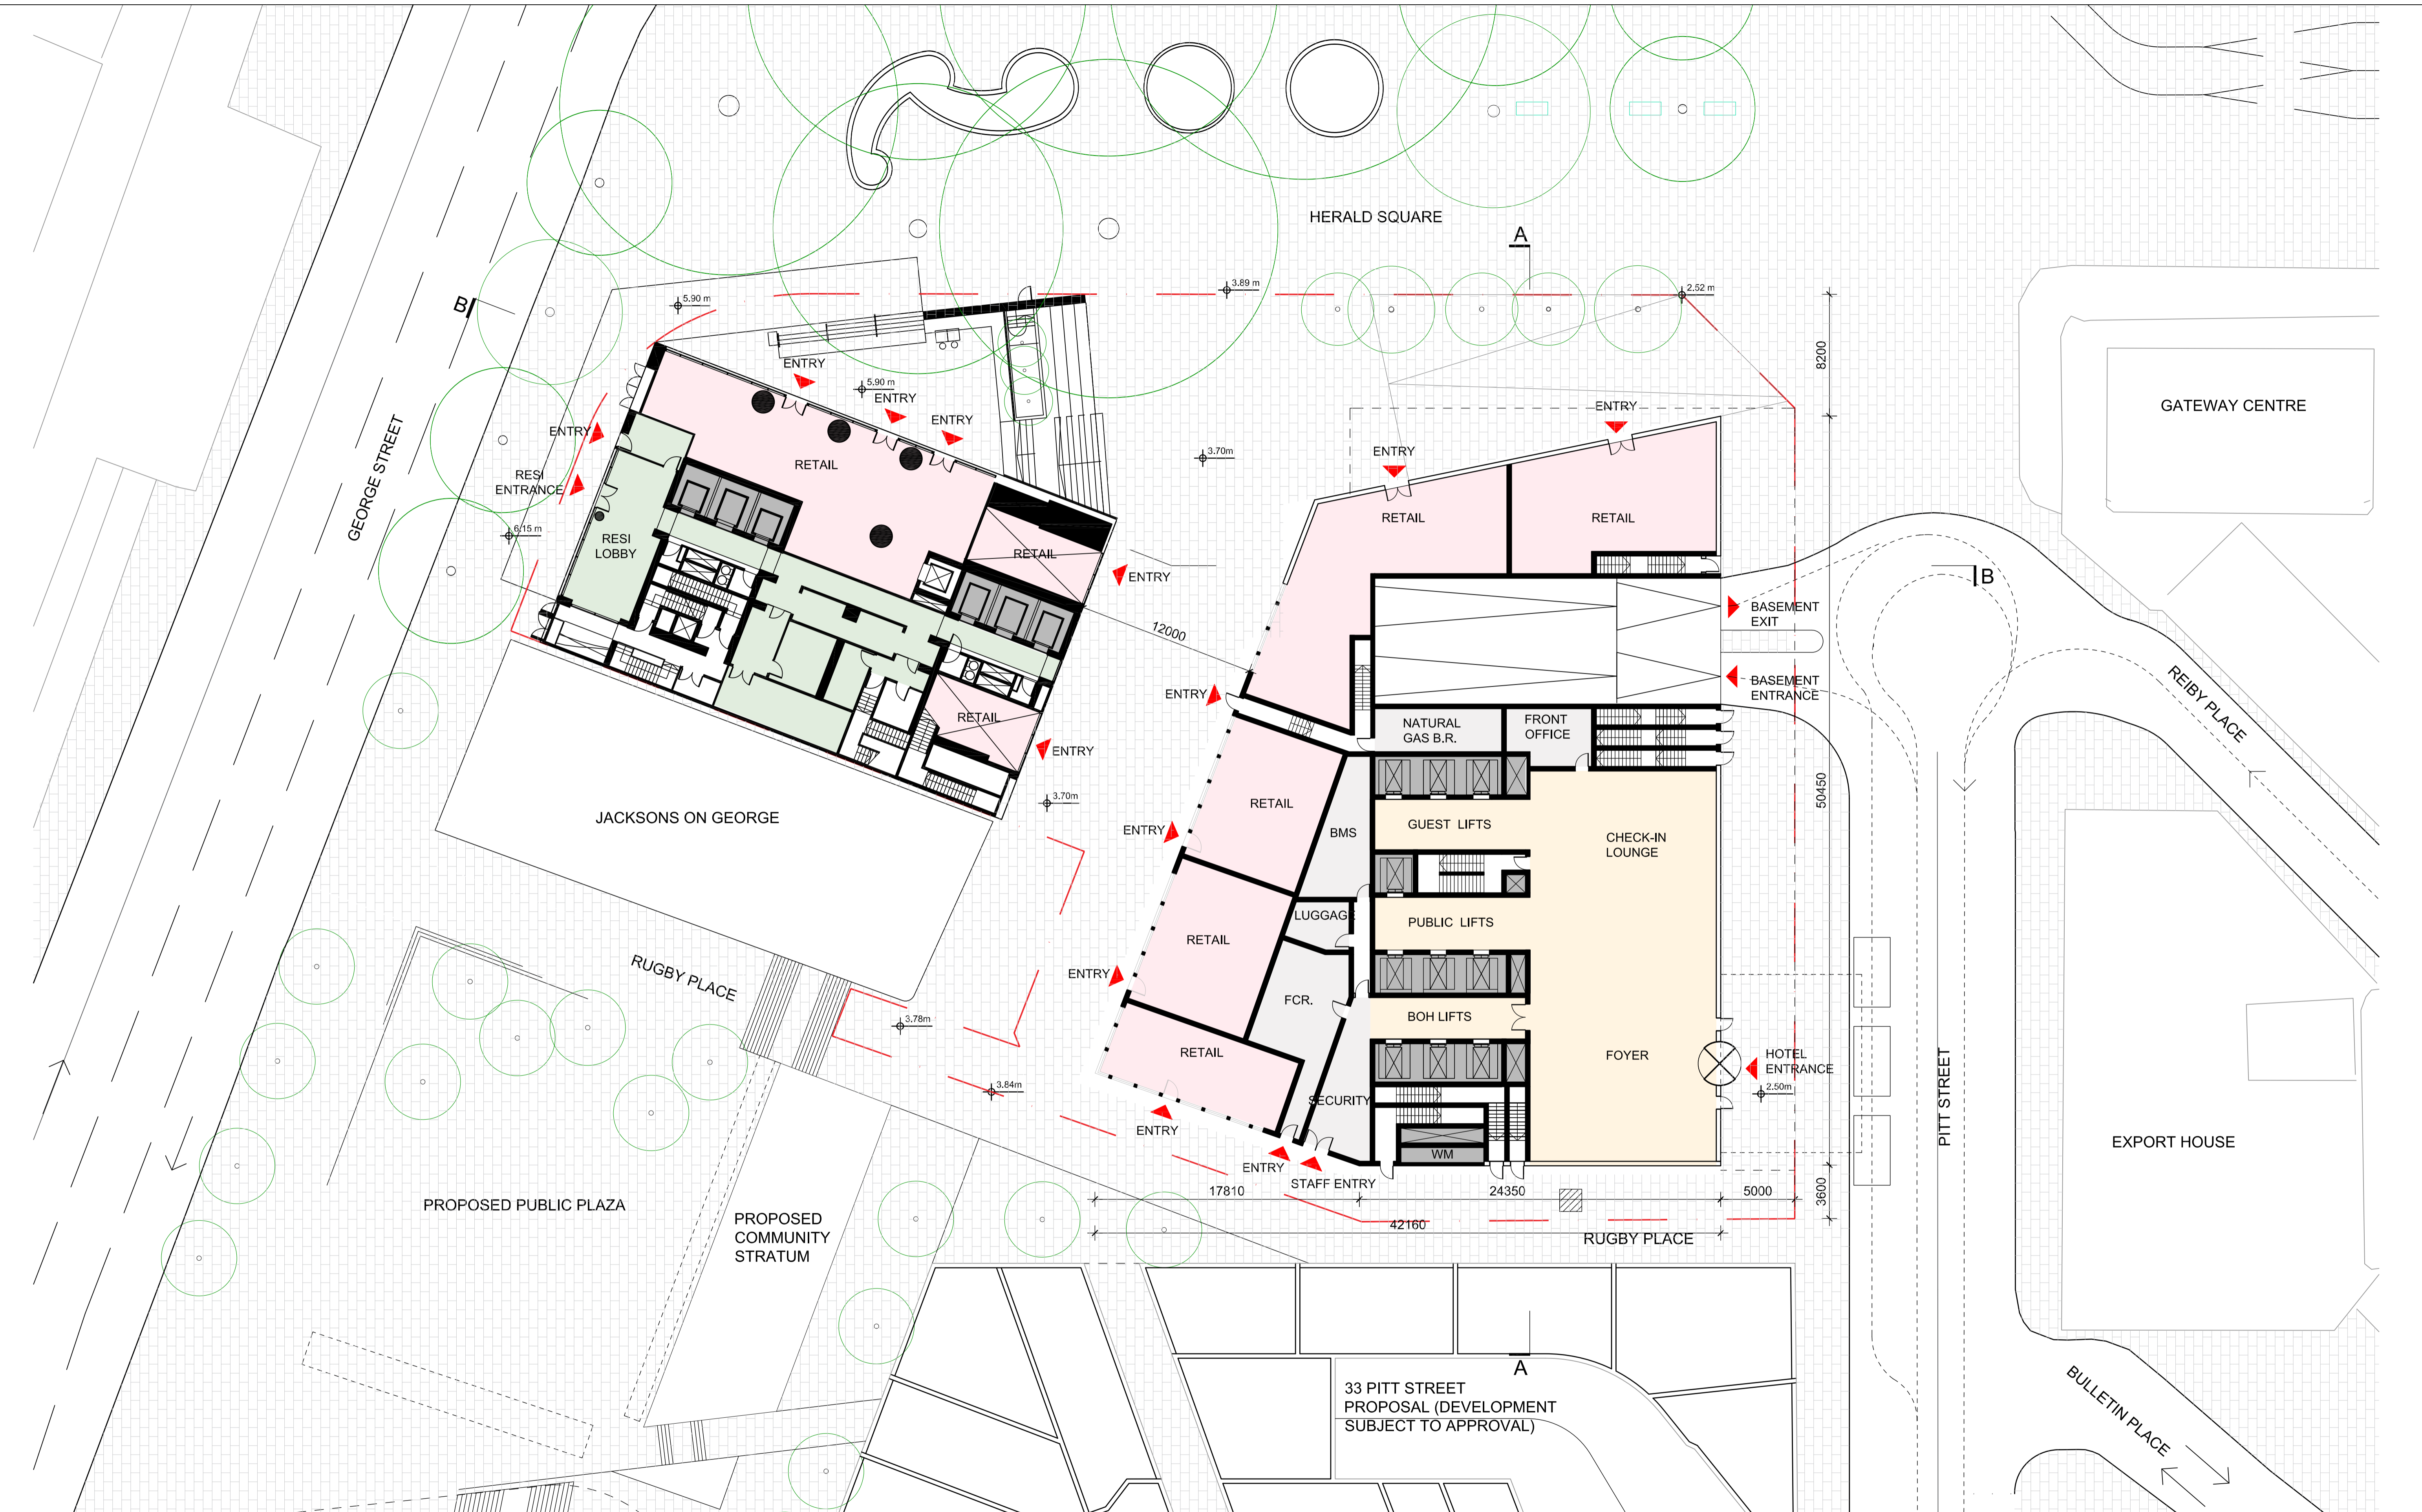 HERALD SQUARE
A
B
5.90 m
3.89 m
2.52 m
8200
ENTRY
5.90 m
ENTRY
ENTRY
ENTRY
GATEWAY CENTRE
GEORGE STREET
ENTRY
RETAIL
3.70m
ENTRY
RESI
ENTRANCE
RETAIL
RETAIL
6.15 m
RESI
LOBBY
RETAIL
ENTRY
B
BASEMENT
EXIT
12000
BASEMENT
ENTRANCE
REIBY PLACE
ENTRY
RETAIL
NATURAL
GAS B.R.
FRONT
OFFICE
ENTRY
50450
3.70m
RETAIL
JACKSONS ON GEORGE
ENTRY
BMS
GUEST LIFTS
CHECK-IN
LOUNGE
LUGGAGE
PUBLIC LIFTS
RETAIL
RUGBY PLACE
ENTRY
FCR.
3.78m
BOH LIFTS
RETAIL
FOYER
HOTEL
ENTRANCE
3.84m
2.50m
PITT STREET
SECURITY
ENTRY
EXPORT HOUSE
WM
ENTRY
STAFF ENTRY
17810
24350
5000
3600
PROPOSED PUBLIC PLAZA
PROPOSED
COMMUNITY
STRATUM
42160
RUGBY PLACE
A
33 PITT STREET
PROPOSAL (DEVELOPMENT
SUBJECT TO APPROVAL)
BULLETIN PLACE